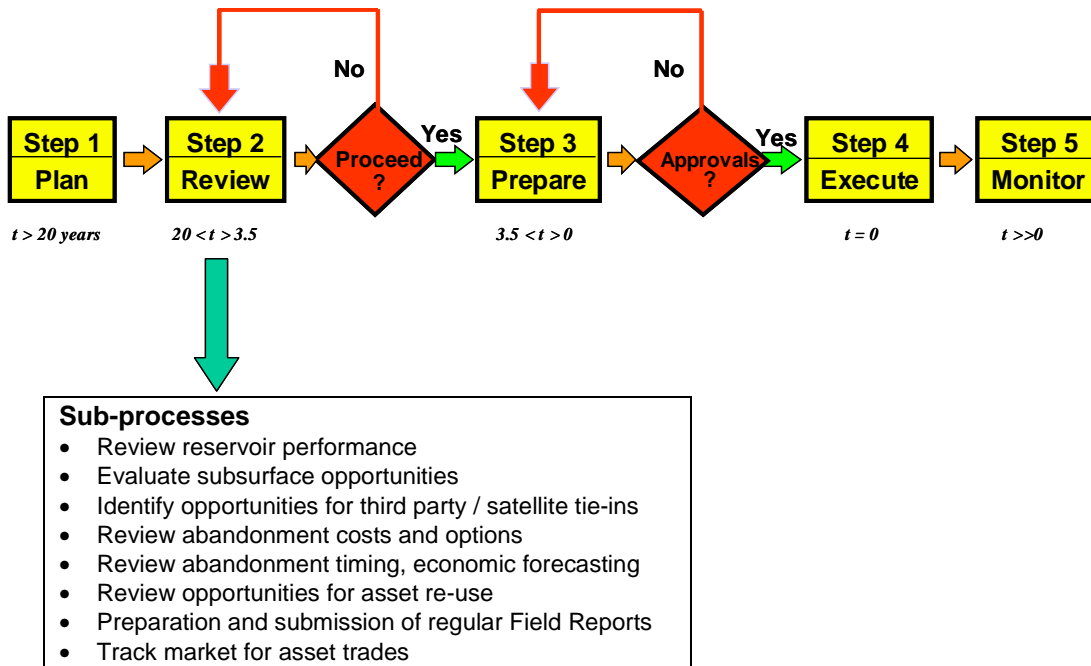 No
No
Step 1
Plan
Step 2
Review
Proceed
?
Yes
Step 3
Prepare
Approvals
?
Yes
Step 4
Execute
Step 5
Monitor
t > 20 years
20 < t > 3.5
3.5 < t > 0
t = 0
t >>0
Sub-processes
• Review reservoir performance
• Evaluate subsurface opportunities
• Identify opportunities for third party / satellite tie-ins
• Review abandonment costs and options
• Review abandonment timing, economic forecasting
• Review opportunities for asset re-use
• Preparation and submission of regular Field Reports
• Track market for asset trades